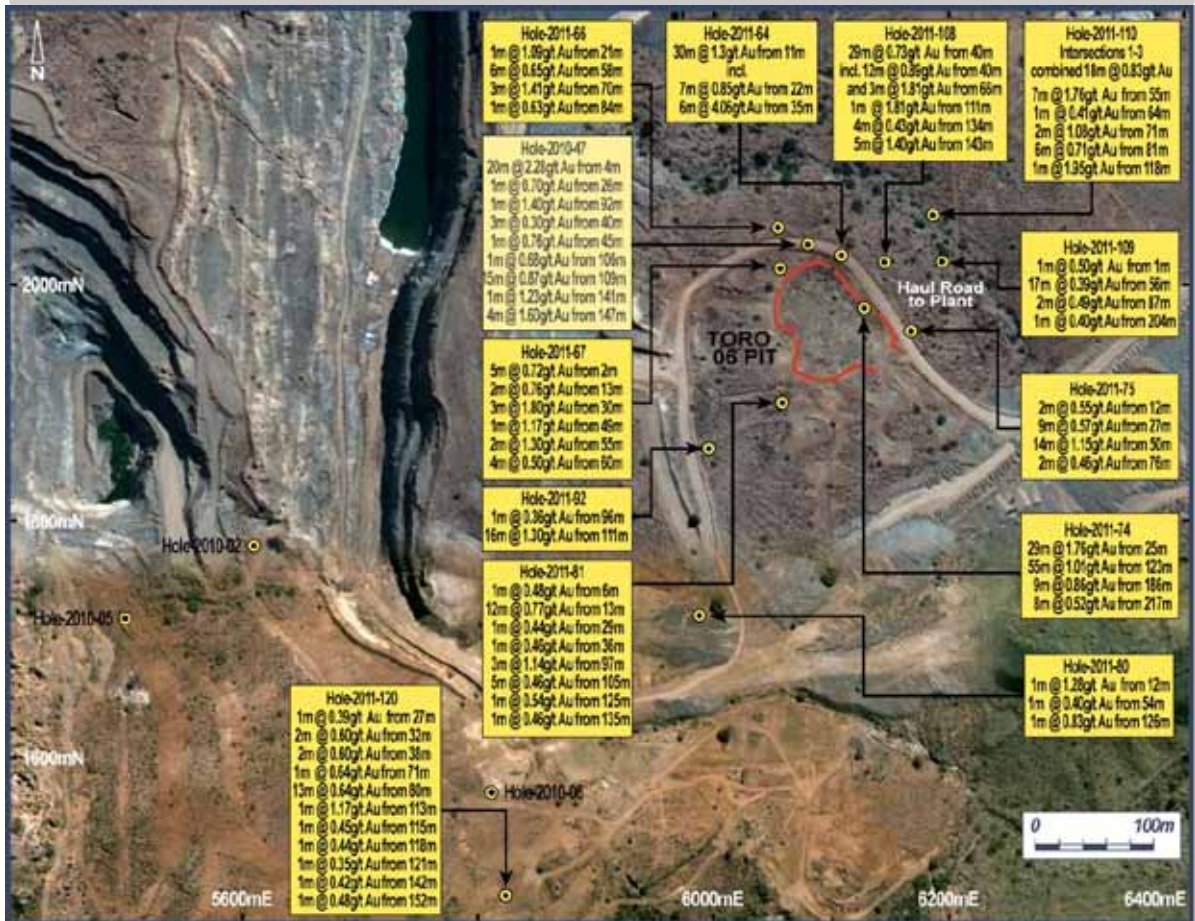 N
Hole-2011-66
1m @ 1.09g/t Au from 21m
6m @ 0.65g/t Au from 58m
3m @ 1.41g/t Au from 70m
1m @ 0.63g/t Au from 84m
Hole-2011-64
30m @ 1.3g/t Au from 11m
incl.
7m @ 0.85g/t Au from 22m
6m @ 4.06g/t Au from 35m
Hole-2011-108
29m @ 0.73g/t Au from 40m
incl. 12m @ 0.89g/t Au from 40m
and 3m @ 1.81g/t Au from 66m
1m @ 1.81g/t Au from 111m
4m @ 0.43g/t Au from 134m
5m @ 1.40g/t Au from 143m
Hole-2011-110
Intersections 1-3
combined 18m @ 0.83g/t Au
7m @ 1.76g/t Au from 55m
1m @ 0.41g/t Au from 64m
2m @ 1.08g/t Au from 71m
6m @ 0.71g/t Au from 81m
1m @ 1.95g/t Au from 118m
Hole-2010-47
20m @ 2.28g/t Au from 4m
1m @ 0.70g/t Au from 26m
1m @ 1.40g/t Au from 92m
3m @ 0.30g/t Au from 40m
1m @ 0.76g/t Au from 45m
1m @ 0.68g/t Au from 106m
15m @ 0.87g/t Au from 109m
1m @ 1.23g/t Au from 141m
4m @ 1.60g/t Au from 147m
Hole-2011-109
1m @ 0.50g/t Au from 1m
17m @ 0.39g/t Au from 56m
2m @ 0.49g/t Au from 87m
1m @ 0.40g/t Au from 204m
2000mN
Haul Road
to Plant
TORO
- 06 PIT
Hole-2011-67
5m @ 0.72g/t Au from 2m
2m @ 0.76g/t Au from 13m
3m @ 1.80g/t Au from 30m
1m @ 1.17g/t Au from 49m
2m @ 1.30g/t Au from 55m
4m @ 0.50g/t Au from 60m
Hole-2011-75
2m @ 0.55g/t Au from 12m
9m @ 0.57g/t Au from 27m
14m @ 1.15g/t Au from 50m
2m @ 0.46g/t Au from 76m
Hole-2011-92
1m @ 0.36g/t Au from 96m
16m @ 1.30g/t Au from 111m
1800mN
Hole-2010-02
Hole-2011-74
29m @ 1.76g/t Au from 25m
55m @ 1.01g/t Au from 123m
9m @ 0.86g/t Au from 186m
8m @ 0.52g/t Au from 217m
Hole-2010-05
Hole-2011-81
1m @ 0.48g/t Au from 6m
12m @ 0.77g/t Au from 13m
1m @ 0.44g/t Au from 29m
1m @ 0.46g/t Au from 36m
3m @ 1.14g/t Au from 97m
5m @ 0.46g/t Au from 105m
1m @ 0.54g/t Au from 125m
1m @ 0.46g/t Au from 135m
Hole-2011-80
1m @ 1.28g/t Au from 12m
1m @ 0.40g/t Au from 54m
1m @ 0.83g/t Au from 126m
Hole-2011-120
1m @ 0.39g/t Au from 27m
2m @ 0.60g/t Au from 32m
2m @ 0.60g/t Au from 38m
1m @ 0.64g/t Au from 71m
13m @ 0.64g/t Au from 80m
1m @ 1.17g/t Au from 113m
1m @ 0.45g/t Au from 115m
1m @ 0.44g/t Au from 118m
1m @ 0.35g/t Au from 121m
1m @ 0.42g/t Au from 142m
1m @ 0.48g/t Au from 152m
1600mN
Hole-2010-06
0 100m
5600mE 6000mE 6200mE 6400mE